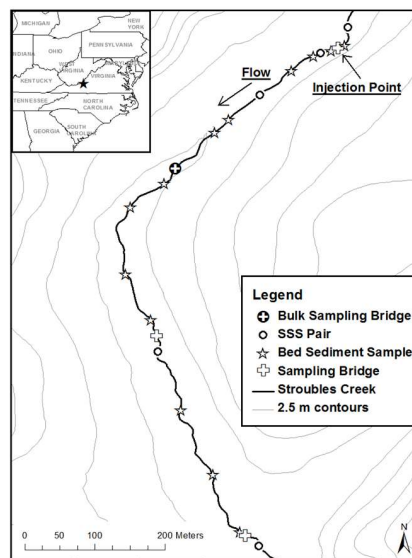 MICHIGAN
NEW YORK
PENNSYLVANIA
OHIO
INDIANA
WEST VIRGINIA
KENTUCKY
VIRGINIA
TENNESSEE
NORTH CAROLINA
SOUTH CAROLINA
GEORGIA
Flow
Injection Point
Legend
Bulk Sampling Bridge
SSS Pair
Bed Sediment Sample
Sampling Bridge
Stroubles Creek
2.5 m contours
0 50 100 200 Meters
N